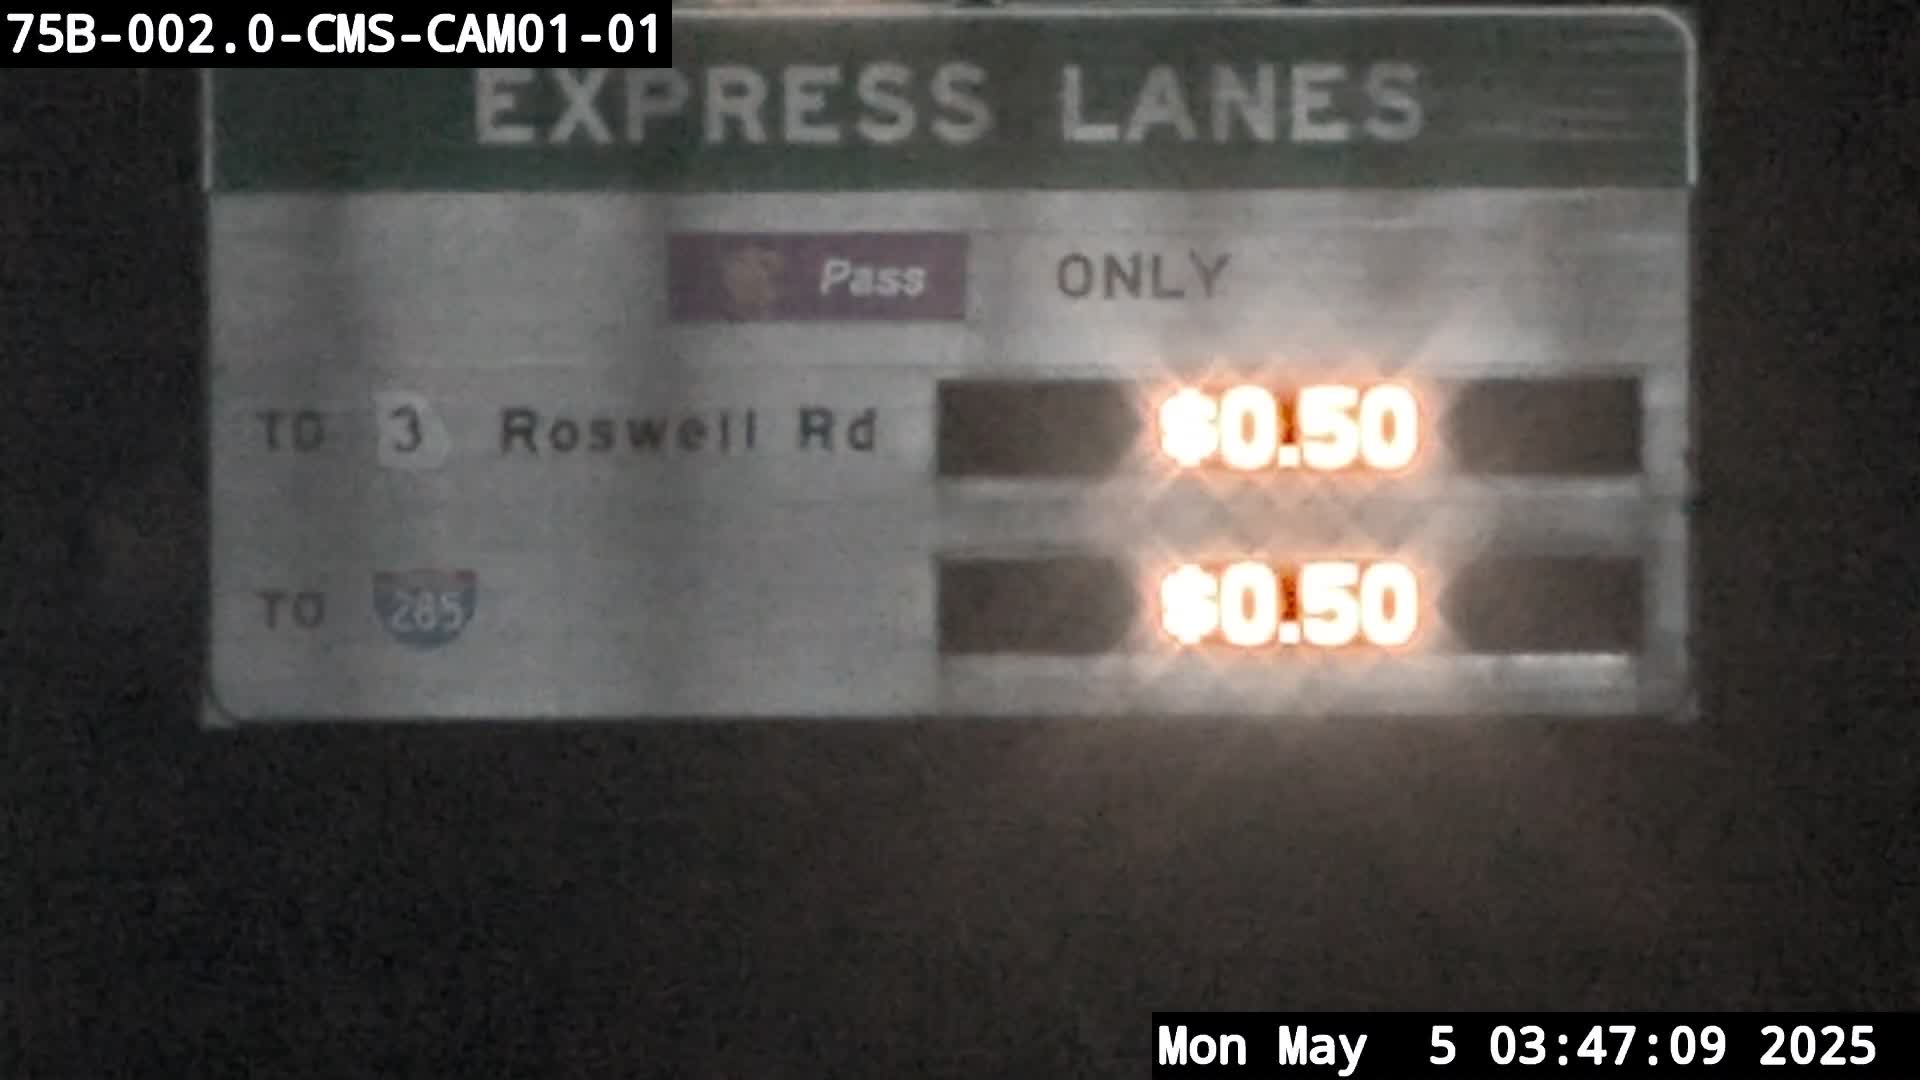 75B-002.0-CMS-CAM01-01
EXPRESS LANES
Pass ONLY
TO 3 Roswell Rd $0.50
TO 285 $0.50
Mon May 5 03:47:09 2025